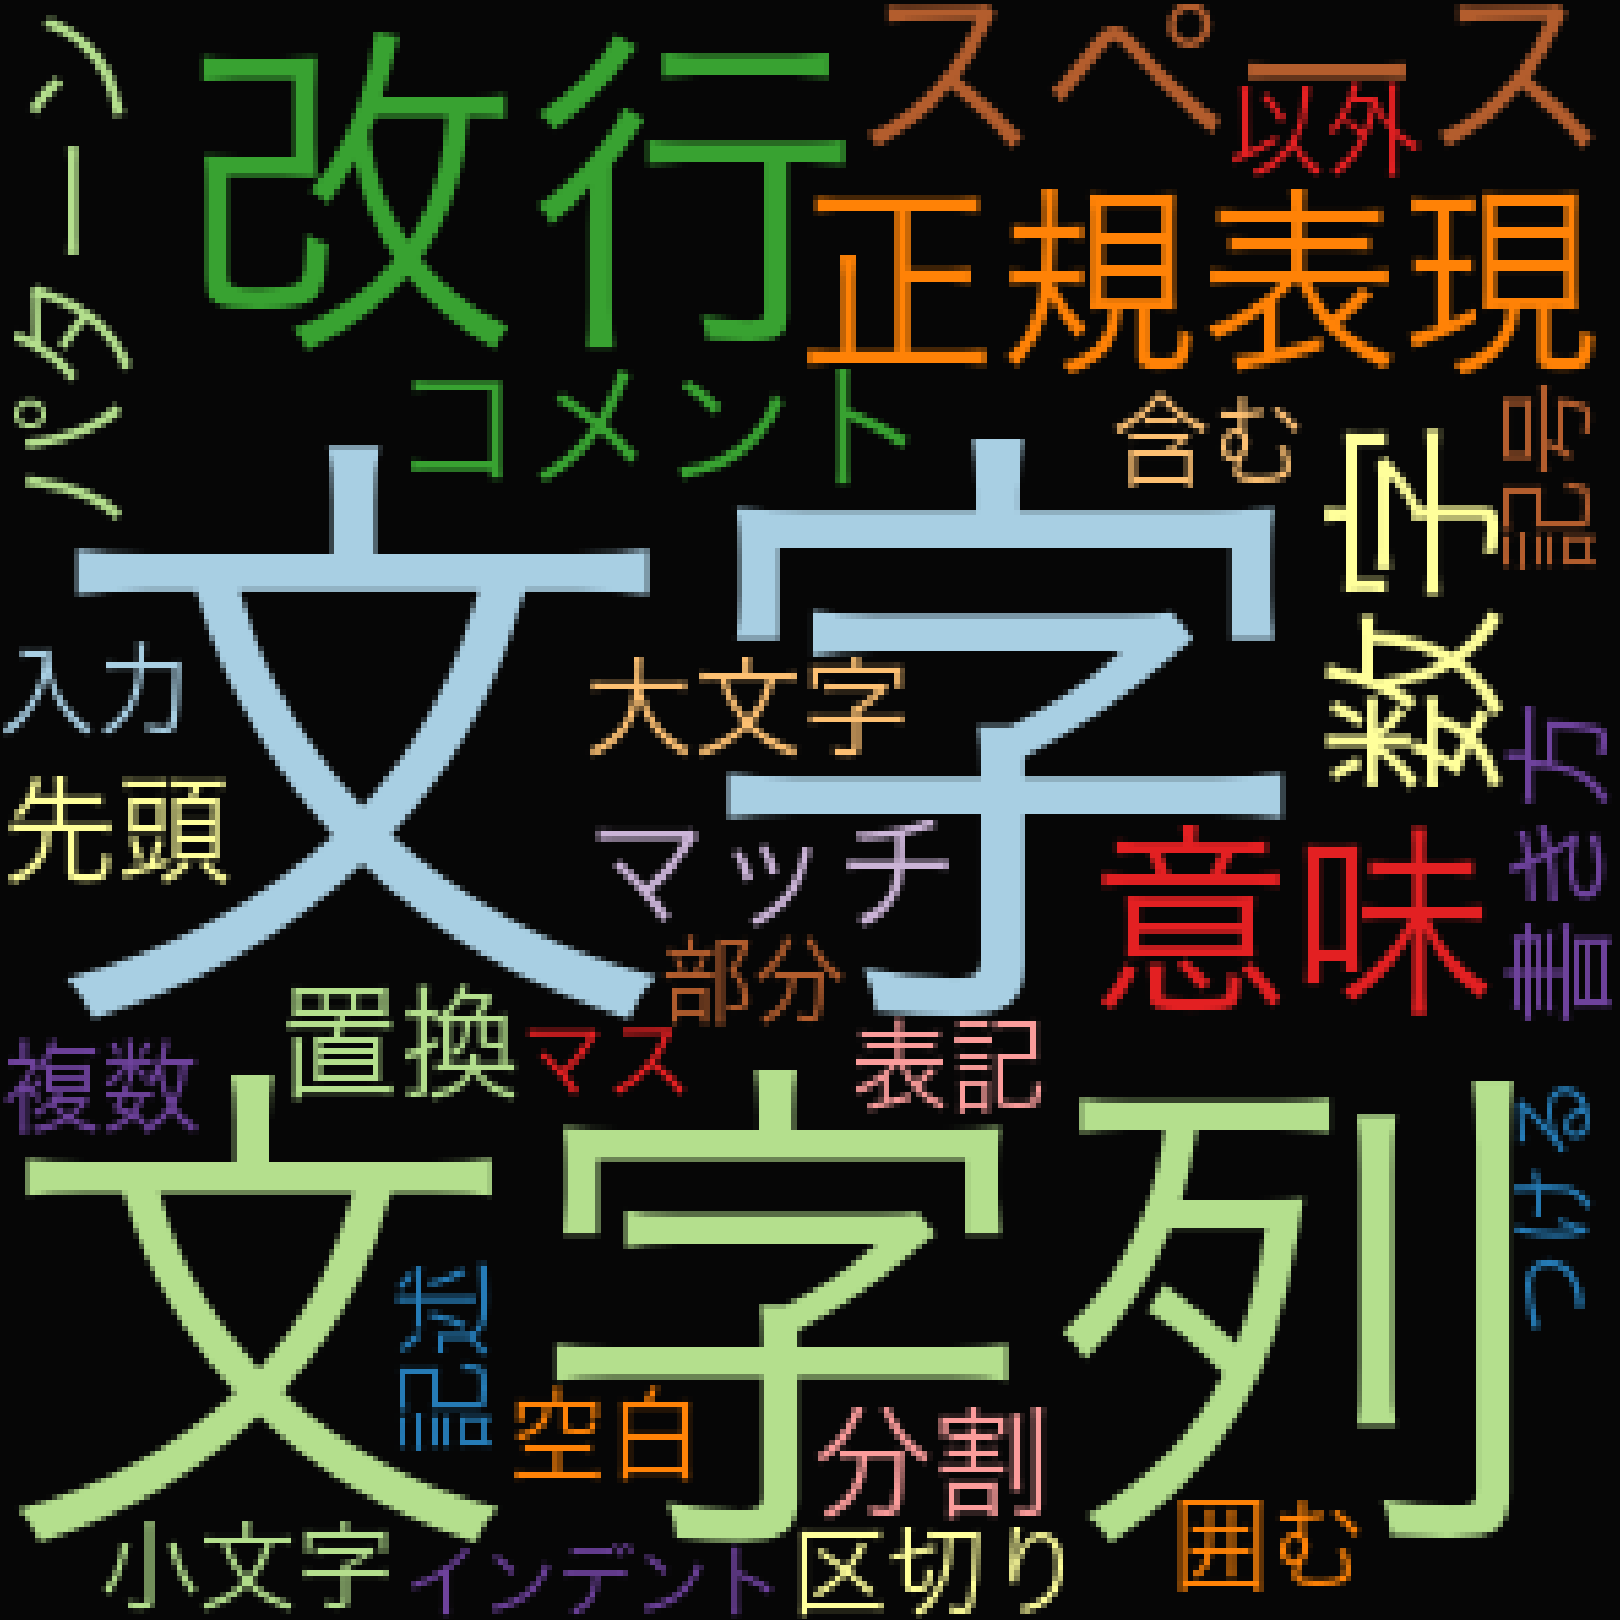 パターン
改行
スペース
以外
正規表現
コメント
含む
記号
文字
数字
入力
大文字
書き方
先頭
マッチ
意味
部分
置換
マス
表記
複数
文字列
つける
記述
空白
分割
囲む
小文字
インデント
区切り